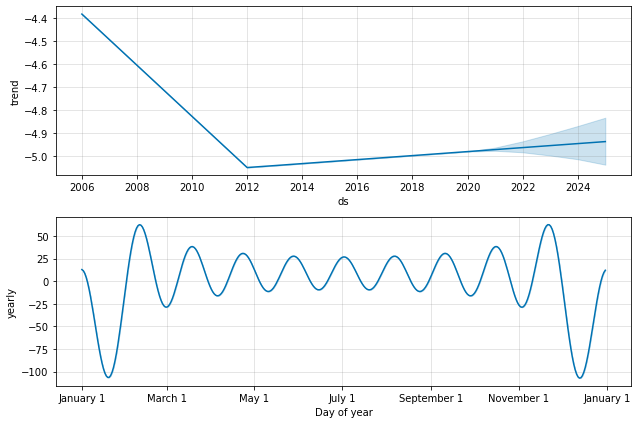 −4.4
−4.5
−4.6
−4.7
−4.8
−4.9
−5.0
trend
2006 2008 2010 2012 2014 2016 2018 2020 2022 2024
ds
50
25
0
−25
−50
−75
−100
yearly
January 1 March 1 May 1 July 1 September 1 November 1 January 1
Day of year